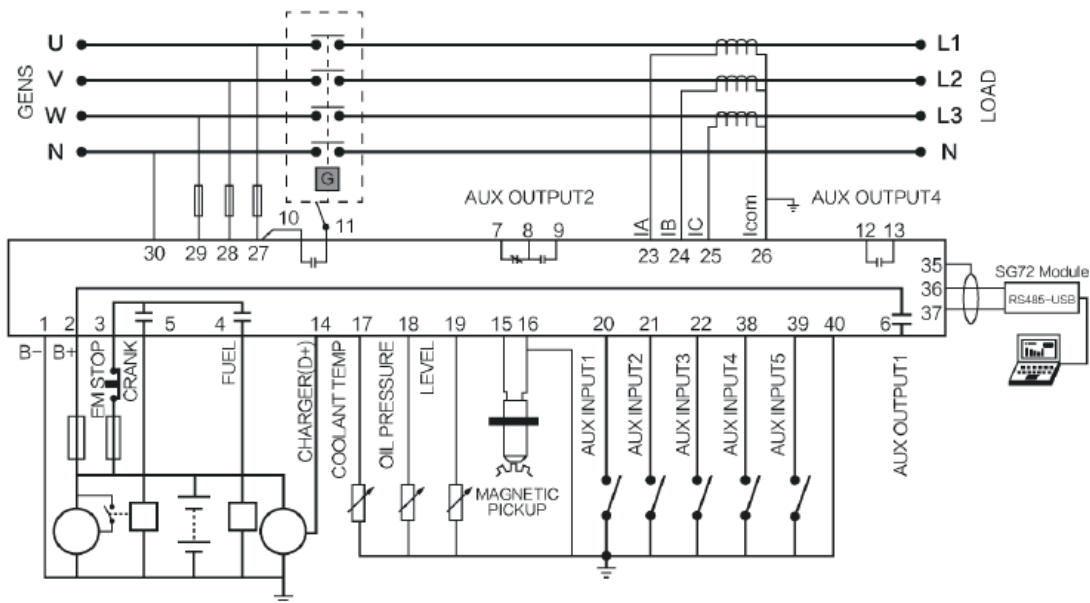 U
L1
GENS
V
L2
LOAD
W
L3
N
N
G
AUX OUTPUT2
AUX OUTPUT4
10
11
7
8
9
IA
IB
IC
Icom
12
13
30
29
28
27
23
24
25
26
35
36
37
SG72 Module
RS485-USB
1
2
3
5
4
14
17
18
19
15
16
20
21
22
38
39
40
6
B-
B+
EM STOP
CRANK
FUEL
CHARGER(D+)
COOLANT TEMP
OIL PRESSURE
LEVEL
MAGNETIC
PICKUP
AUX INPUT1
AUX INPUT2
AUX INPUT3
AUX INPUT4
AUX INPUT5
AUX OUTPUT1